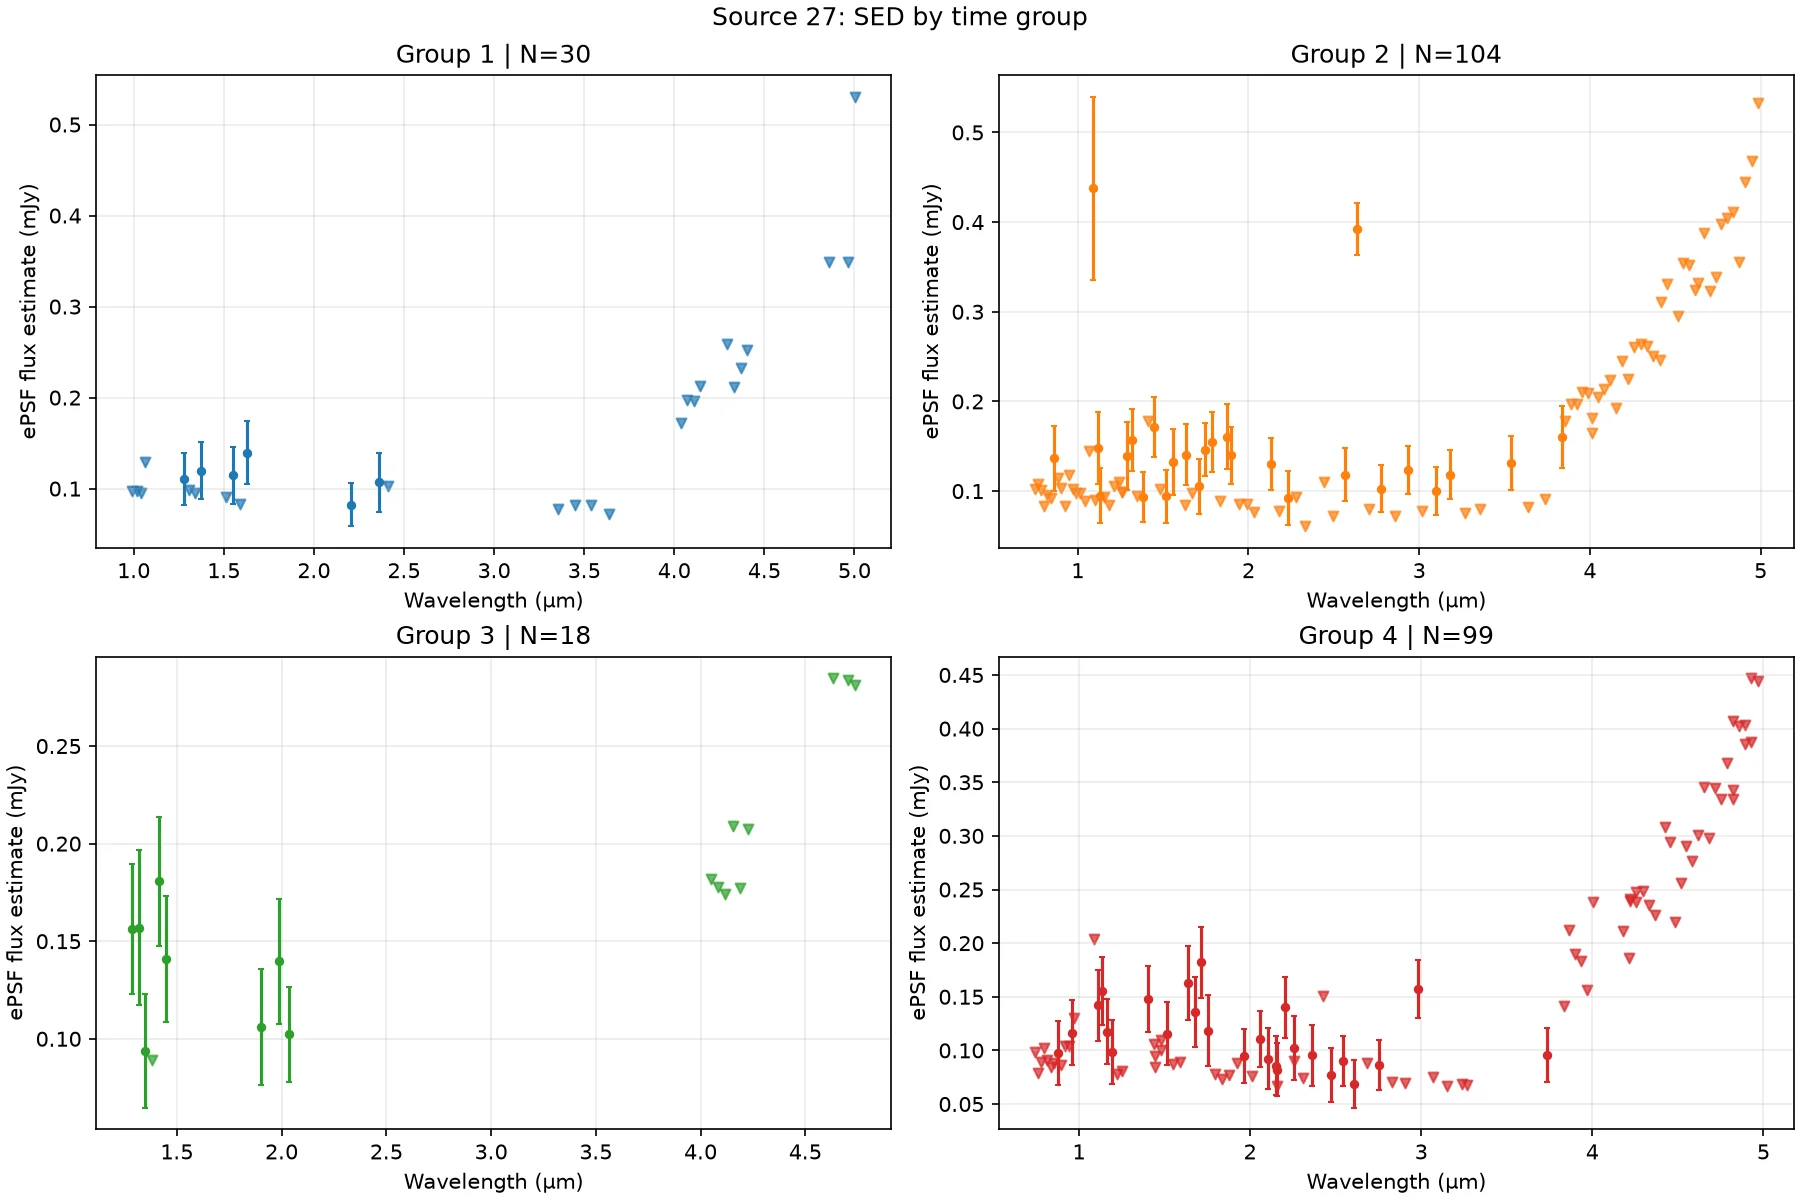 Source 27: SED by time group
Group 1 | N=30
ePSF flux estimate (mJy)
0.5
0.4
0.3
0.2
0.1
1.0 1.5 2.0 2.5 3.0 3.5 4.0 4.5 5.0
Wavelength (μm)
Group 2 | N=104
ePSF flux estimate (mJy)
0.5
0.4
0.3
0.2
0.1
1 2 3 4 5
Wavelength (μm)
Group 3 | N=18
ePSF flux estimate (mJy)
0.25
0.20
0.15
0.10
1.5 2.0 2.5 3.0 3.5 4.0 4.5
Wavelength (μm)
Group 4 | N=99
ePSF flux estimate (mJy)
0.45
0.40
0.35
0.30
0.25
0.20
0.15
0.10
0.05
1 2 3 4 5
Wavelength (μm)